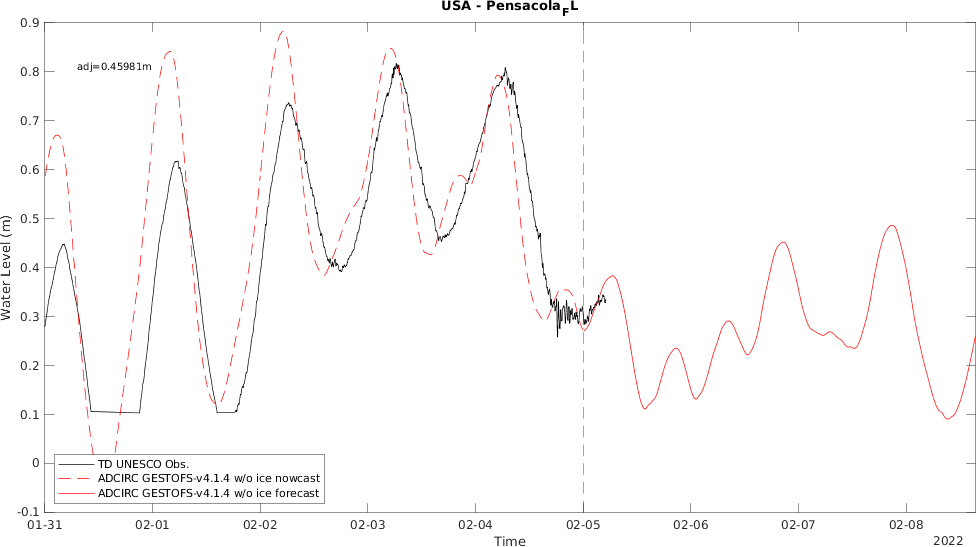 USA - Pensacola_FL
adj=0.45981m
Water Level (m)
0.9
0.8
0.7
0.6
0.5
0.4
0.3
0.2
0.1
0
-0.1
TD UNESCO Obs.
ADCIRC GESTOFS-v4.1.4 w/o ice nowcast
ADCIRC GESTOFS-v4.1.4 w/o ice forecast
01-31 02-01 02-02 02-03 02-04 02-05 02-06 02-07 02-08
Time
2022